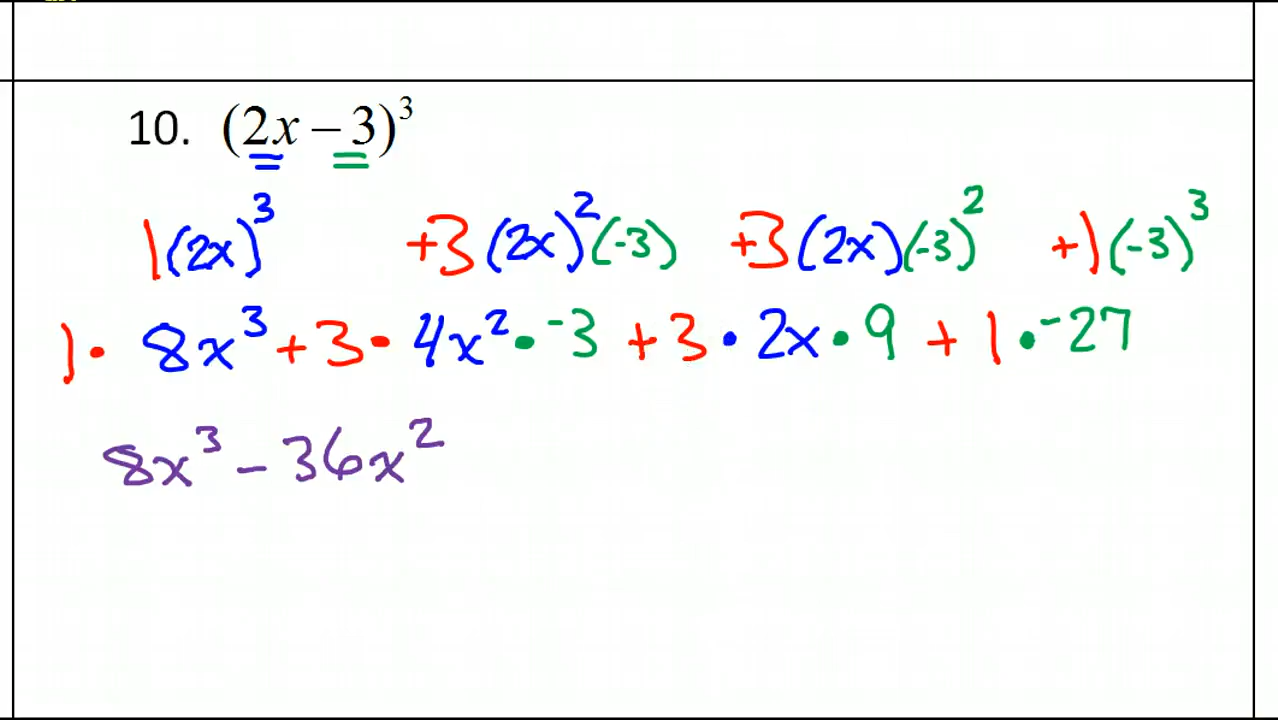 10. (2x – 3)³
1(2x)³ +3(2x)²(-3) +3(2x)(-3)² +1(-3)³
1• 8x³ + 3 • 4x² • -3 + 3 • 2x • 9 + 1 • -27
8x³ - 36x²